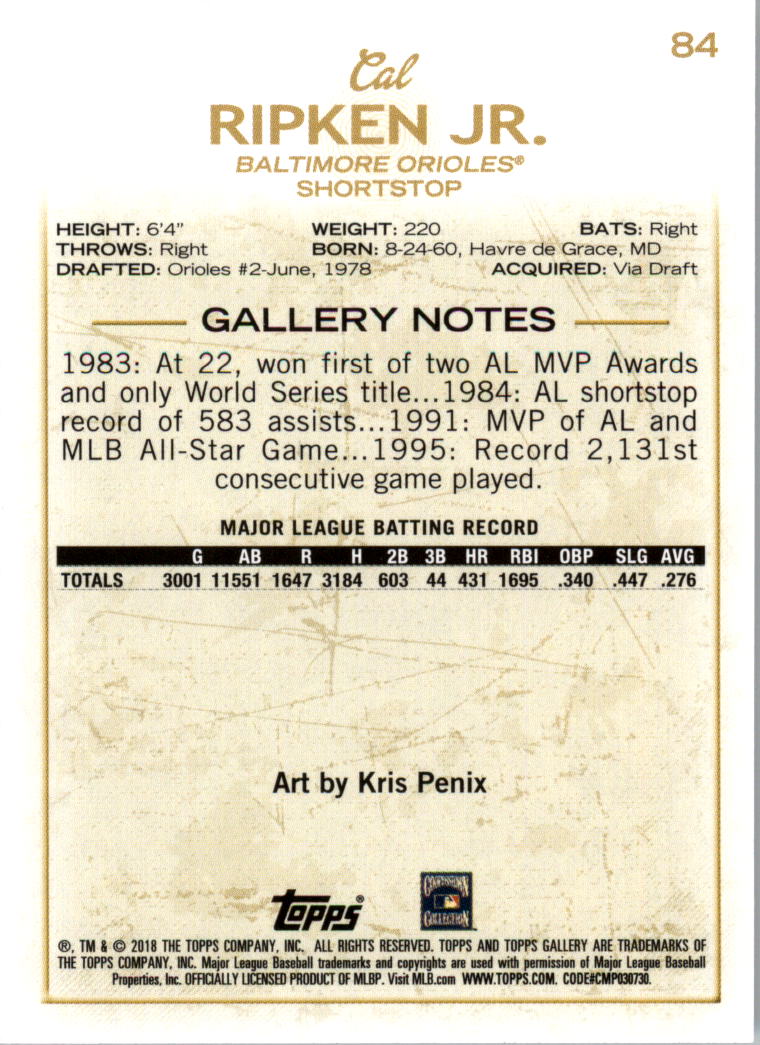 84
Cal
RIPKEN JR.
BALTIMORE ORIOLES®
SHORTSTOP
HEIGHT: 6'4" WEIGHT: 220 BATS: Right
THROWS: Right BORN: 8-24-60, Havre de Grace, MD
DRAFTED: Orioles #2-June, 1978 ACQUIRED: Via Draft
GALLERY NOTES
1983: At 22, won first of two AL MVP Awards
and only World Series title...1984: AL shortstop
record of 583 assists...1991: MVP of AL and
MLB All-Star Game...1995: Record 2,131st
consecutive game played.
MAJOR LEAGUE BATTING RECORD
G AB R H 2B 3B HR RBI OBP SLG AVG
TOTALS 3001 11551 1647 3184 603 44 431 1695 .340 .447 .276
Art by Kris Penix
Topps®
COOPERSTOWN
COLLECTION
®, TM & © 2018 THE TOPPS COMPANY, INC. ALL RIGHTS RESERVED. TOPPS AND TOPPS GALLERY ARE TRADEMARKS OF
THE TOPPS COMPANY, INC. Major League Baseball trademarks and copyrights are used with permission of Major League Baseball
Properties, Inc. OFFICIALLY LICENSED PRODUCT OF MLBP. Visit MLB.com WWW.TOPPS.COM. CODE#CMP030730.